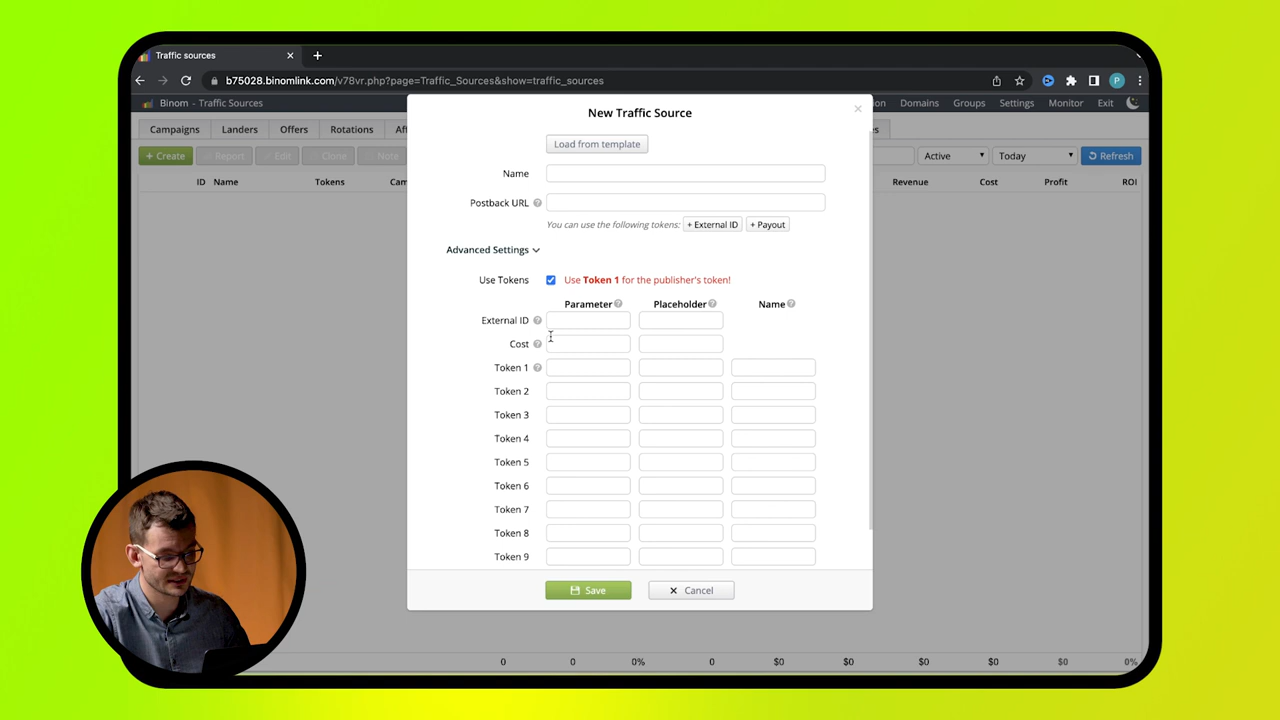 Traffic sources
b75028.binomlink.com/v78vr.php?page=Traffic_Sources&show=traffic_sources
P
Binom - Traffic Sources
Domains Groups Settings Monitor Exit
New Traffic Source
Campaigns Landers Offers Rotations
Load from template
+ Create Report Edit Clone Note
Active Today Refresh
Name
ID Name Tokens
Revenue Cost Profit ROI
Postback URL ?
You can use the following tokens: + External ID + Payout
Advanced Settings
Use Tokens Use Token 1 for the publisher's token!
Parameter ? Placeholder ? Name ?
External ID ?
Cost ?
Token 1 ?
Token 2
Token 3
Token 4
Token 5
Token 6
Token 7
Token 8
Token 9
Save Cancel
0 0 0% 0 $0 $0 $0 $0 $0 0%